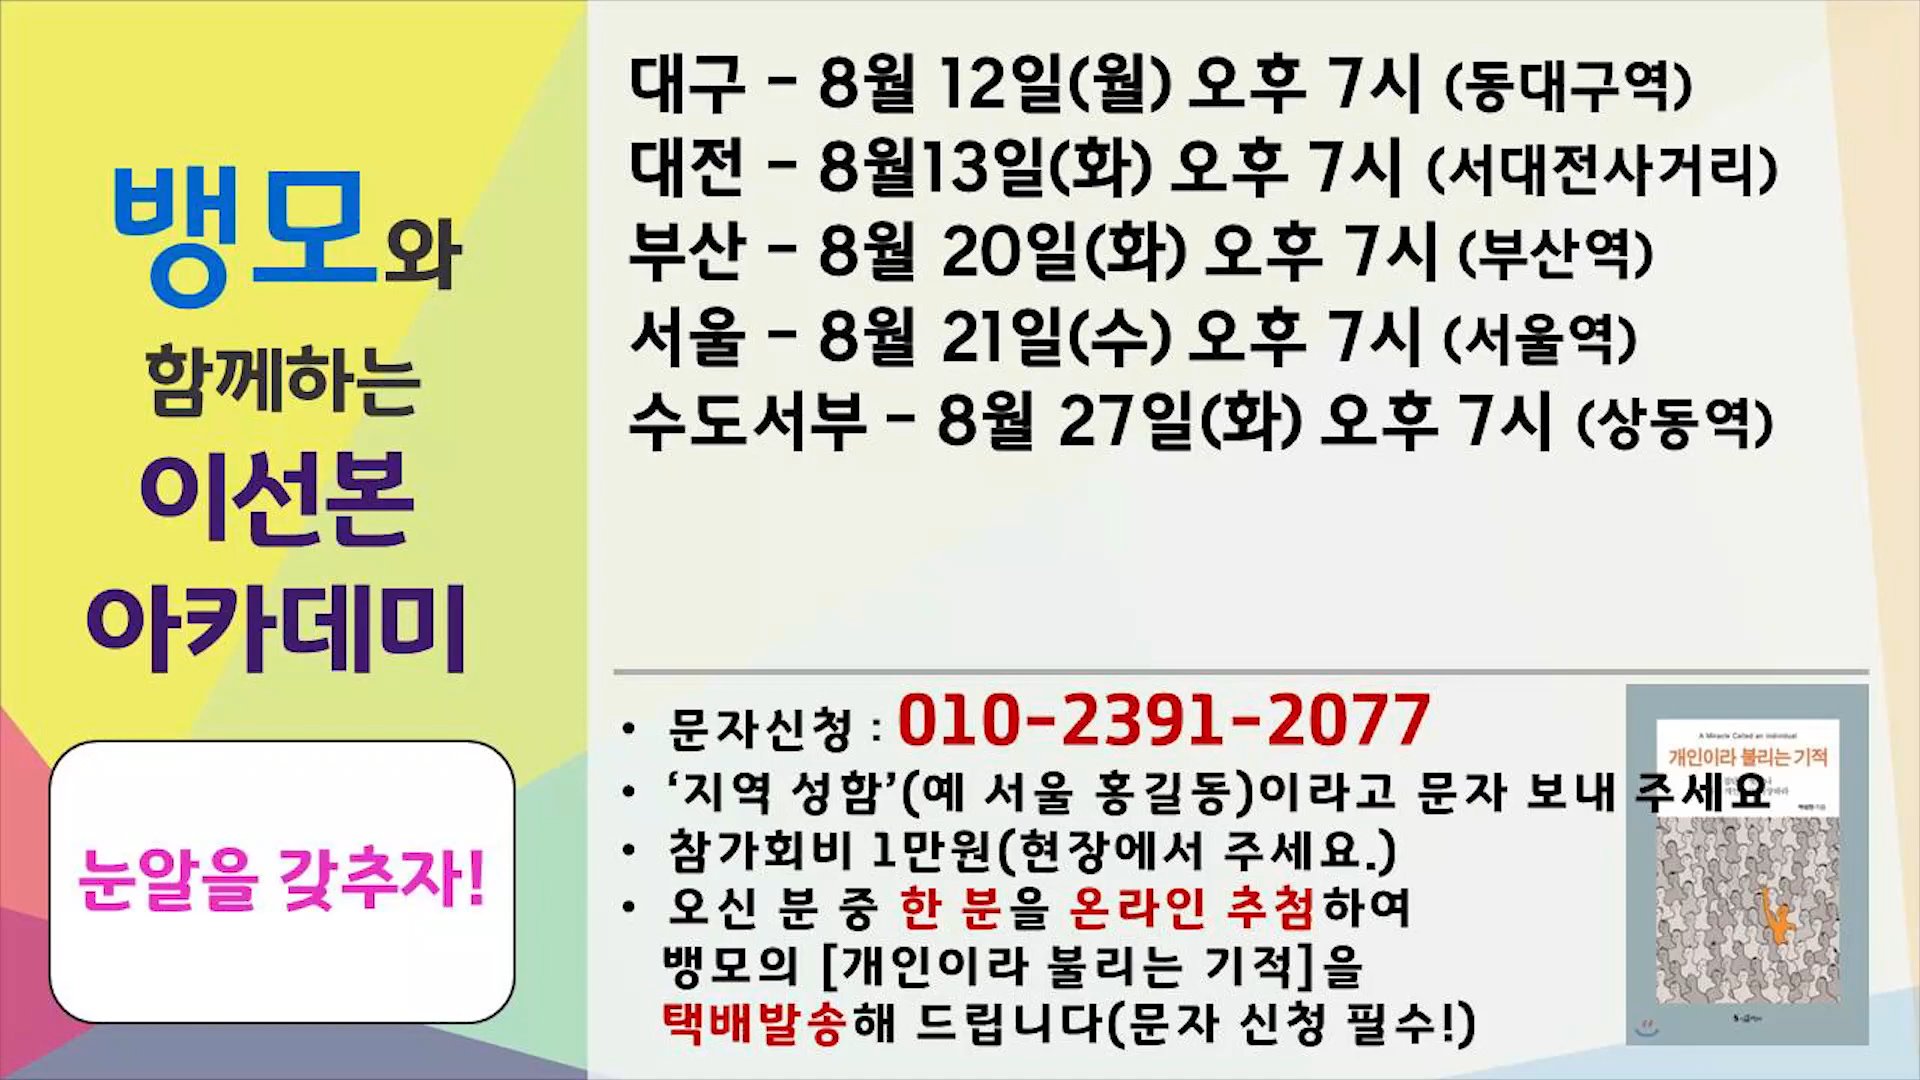 뱅모와
함께하는
이선본
아카데미
눈알을 갖추자!
대구 - 8월 12일(월) 오후 7시 (동대구역)
대전 - 8월13일(화) 오후 7시 (서대전사거리)
부산 - 8월 20일(화) 오후 7시 (부산역)
서울 - 8월 21일(수) 오후 7시 (서울역)
수도서부 - 8월 27일(화) 오후 7시 (상동역)
• 문자신청 : 010-2391-2077
• ‘지역 성함’(예 서울 홍길동)이라고 문자 보내 주세요
• 참가회비 1만원(현장에서 주세요.)
• 오신 분 중 한 분을 온라인 추첨하여
뱅모의 [개인이라 불리는 기적]을
택배발송해 드립니다(문자 신청 필수!)
A Miracle Called an Individual
개인이라 불리는 기적